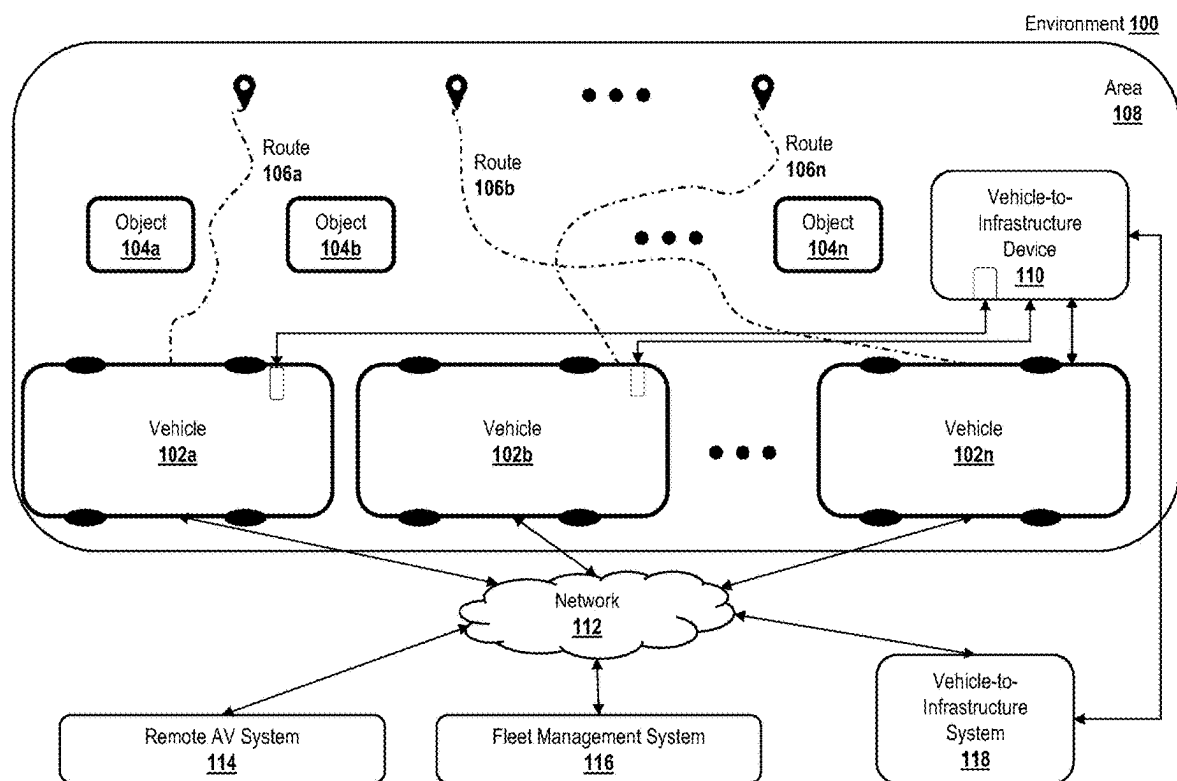 Environment 100
Area
108
Route
106a
Route
106b
Route
106n
Object
104a
Object
104b
Object
104n
Vehicle-to-
Infrastructure
Device
110
Vehicle
102a
Vehicle
102b
Vehicle
102n
Network
112
Remote AV System
114
Fleet Management System
116
Vehicle-to-
Infrastructure
System
118